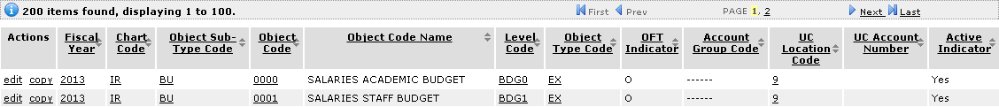 200 items found, displaying 1 to 100. First Prev PAGE 1, 2 Next Last
Actions Fiscal Year Chart Code Object Sub-Type Code Object Code Object Code Name Level Code Object Type Code OFT Indicator Account Group Code UC Location Code UC Account Number Active Indicator
edit copy 2013 IR BU 0000 SALARIES ACADEMIC BUDGET BDG0 EX O ------ 9 Yes
edit copy 2013 IR BU 0001 SALARIES STAFF BUDGET BDG1 EX O ------ 9 Yes